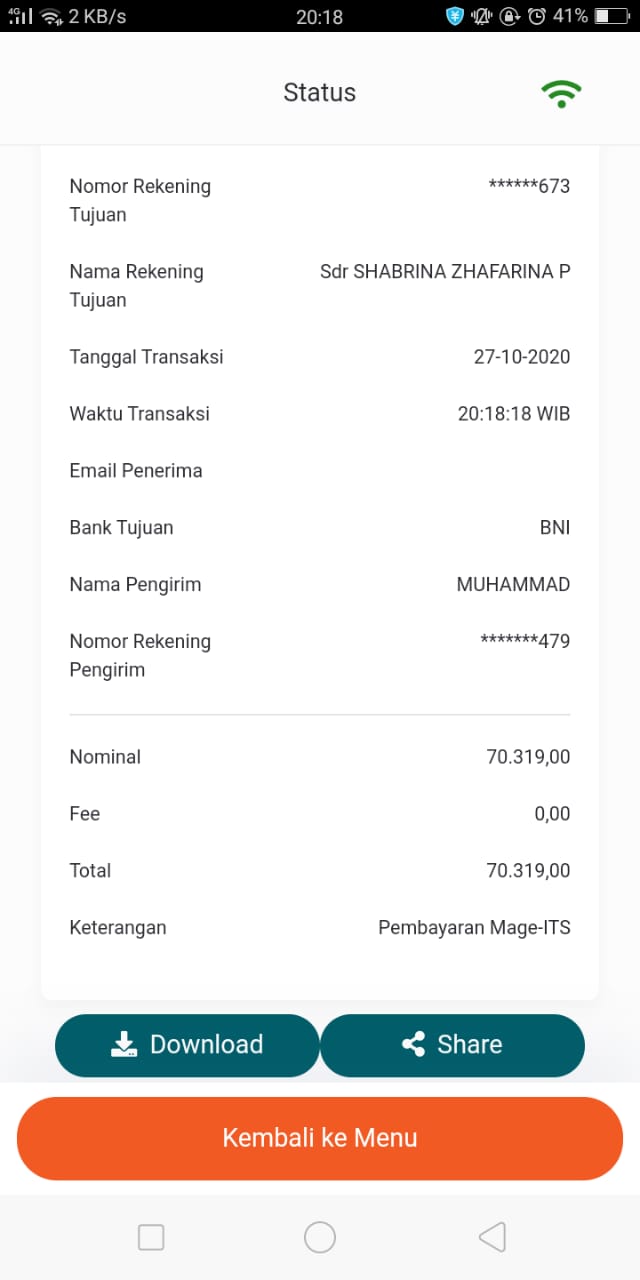 4G 2 KB/s 20:18 41%
Status
Nomor Rekening Tujuan ******673
Nama Rekening Tujuan Sdr SHABRINA ZHAFARINA P
Tanggal Transaksi 27-10-2020
Waktu Transaksi 20:18:18 WIB
Email Penerima
Bank Tujuan BNI
Nama Pengirim MUHAMMAD
Nomor Rekening Pengirim *******479
Nominal 70.319,00
Fee 0,00
Total 70.319,00
Keterangan Pembayaran Mage-ITS
Download Share
Kembali ke Menu